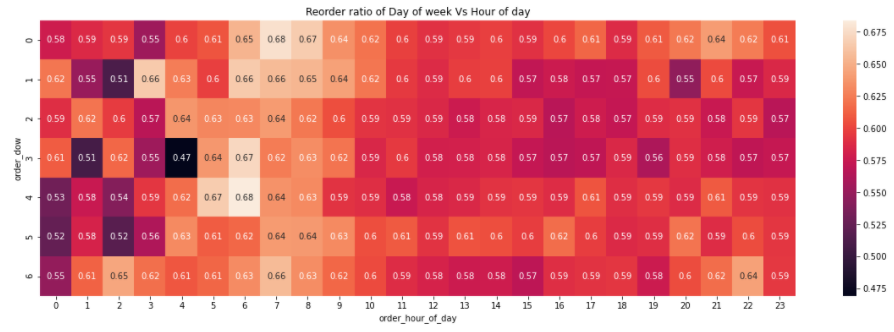 Reorder ratio of Day of week Vs Hour of day
0 0.58 0.59 0.59 0.55 0.6 0.61 0.65 0.68 0.67 0.64 0.62 0.6 0.59 0.59 0.6 0.59 0.6 0.61 0.59 0.61 0.62 0.64 0.62 0.61
1 0.62 0.55 0.51 0.66 0.63 0.6 0.66 0.66 0.65 0.64 0.62 0.6 0.59 0.6 0.6 0.57 0.58 0.57 0.57 0.6 0.55 0.6 0.57 0.59
2 0.59 0.62 0.6 0.57 0.64 0.63 0.63 0.64 0.62 0.6 0.59 0.59 0.59 0.58 0.58 0.59 0.57 0.58 0.57 0.59 0.59 0.58 0.59 0.57
3 0.61 0.51 0.62 0.55 0.47 0.64 0.67 0.62 0.63 0.62 0.59 0.6 0.58 0.58 0.58 0.57 0.57 0.57 0.59 0.56 0.59 0.58 0.57 0.57
4 0.53 0.58 0.54 0.59 0.62 0.67 0.68 0.64 0.63 0.59 0.59 0.58 0.58 0.59 0.59 0.59 0.59 0.61 0.59 0.59 0.59 0.61 0.59 0.59
5 0.52 0.58 0.52 0.56 0.63 0.61 0.62 0.64 0.64 0.63 0.6 0.61 0.59 0.61 0.6 0.6 0.62 0.6 0.59 0.59 0.62 0.59 0.6 0.59
6 0.55 0.61 0.65 0.62 0.61 0.61 0.63 0.66 0.63 0.62 0.61 0.59 0.58 0.58 0.58 0.57 0.59 0.59 0.59 0.58 0.6 0.62 0.64 0.59
order_dow
0 1 2 3 4 5 6 7 8 9 10 11 12 13 14 15 16 17 18 19 20 21 22 23
order_hour_of_day
0.675
0.650
0.625
0.600
0.575
0.550
0.525
0.500
0.475